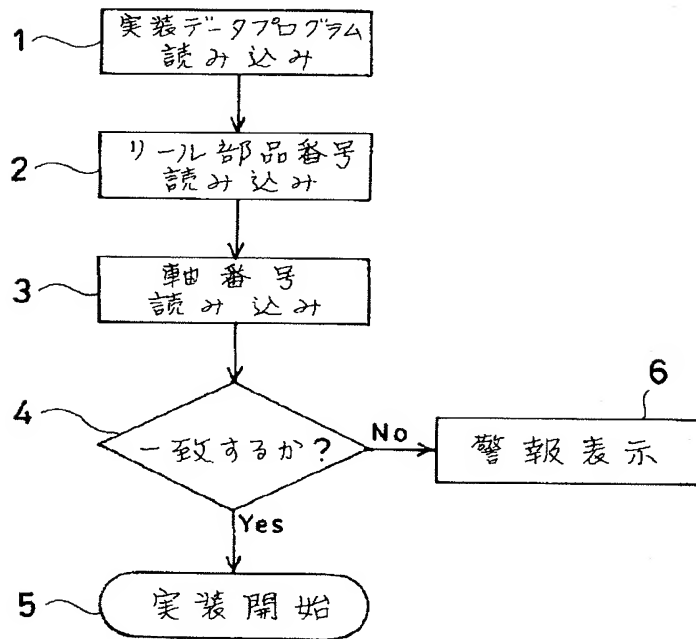 1
実装データプログラム
読み込み
2
リール部品番号
読み込み
3
軸番号
読み込み
4
一致するか?
No
6
警報表示
Yes
5
実装開始